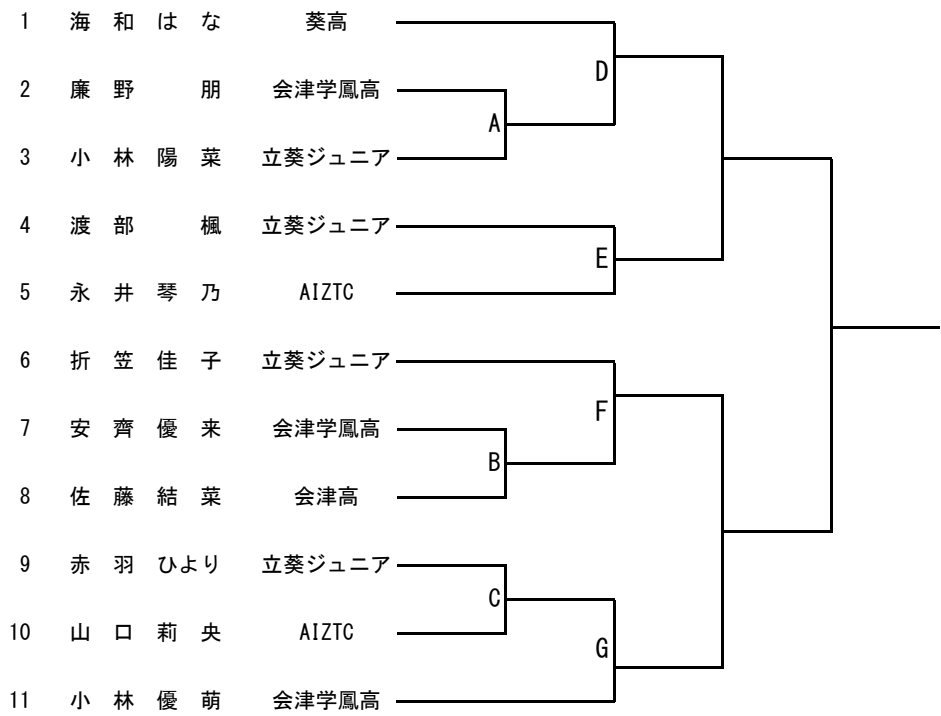 1 海和はな 葵高
D
2 廉野 朋 会津学鳳高
A
3 小林陽菜 立葵ジュニア
4 渡部 楓 立葵ジュニア
E
5 永井琴乃 AIZTC
6 折笠佳子 立葵ジュニア
F
7 安齊優来 会津学鳳高
B
8 佐藤結菜 会津高
9 赤羽ひより 立葵ジュニア
C
10 山口莉央 AIZTC
G
11 小林優萌 会津学鳳高